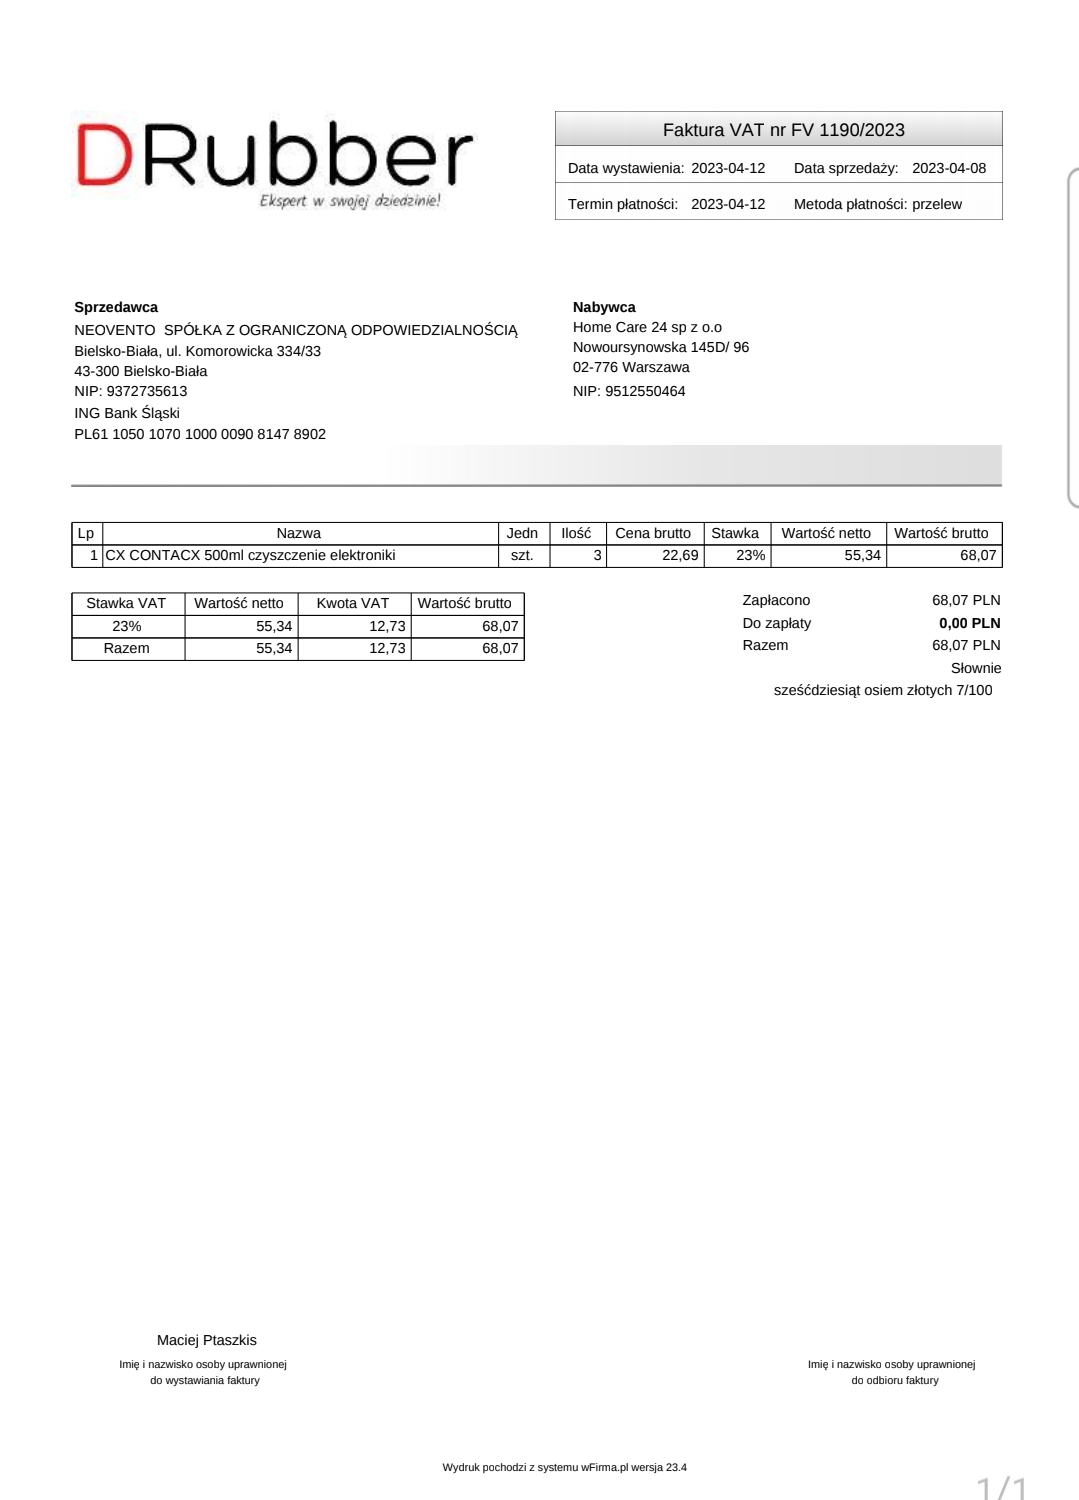 DRubber
Ekspert w swojej dziedzinie!
Faktura VAT nr FV 1190/2023
Data wystawienia: 2023-04-12 Data sprzedaży: 2023-04-08
Termin płatności: 2023-04-12 Metoda płatności: przelew
Sprzedawca
NEOVENTO SPÓŁKA Z OGRANICZONĄ ODPOWIEDZIALNOŚCIĄ
Bielsko-Biała, ul. Komorowicka 334/33
43-300 Bielsko-Biała
NIP: 9372735613
ING Bank Śląski
PL61 1050 1070 1000 0090 8147 8902
Nabywca
Home Care 24 sp z o.o
Nowoursynowska 145D/ 96
02-776 Warszawa
NIP: 9512550464
Lp Nazwa Jedn Ilość Cena brutto Stawka Wartość netto Wartość brutto
1 CX CONTACX 500ml czyszczenie elektroniki szt. 3 22,69 23% 55,34 68,07
Stawka VAT Wartość netto Kwota VAT Wartość brutto
23% 55,34 12,73 68,07
Razem 55,34 12,73 68,07
Zapłacono 68,07 PLN
Do zapłaty 0,00 PLN
Razem 68,07 PLN
Słownie
sześćdziesiąt osiem złotych 7/100
Maciej Ptaszkis
Imię i nazwisko osoby uprawnionej
do wystawiania faktury
Imię i nazwisko osoby uprawnionej
do odbioru faktury
Wydruk pochodzi z systemu wFirma.pl wersja 23.4
1/1